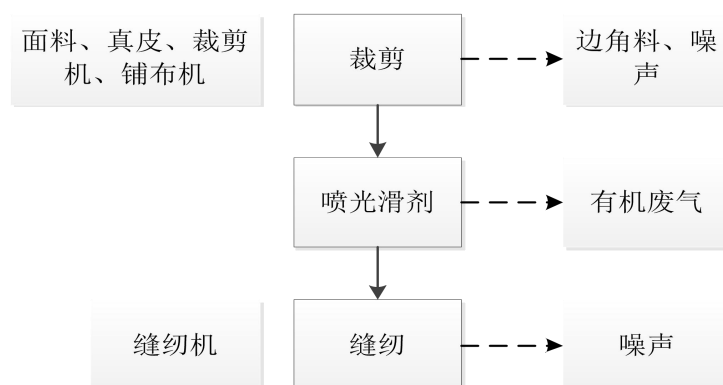 面料、真皮、裁剪
机、铺布机
裁剪
边角料、噪
声
喷光滑剂
有机废气
缝纫机
缝纫
噪声